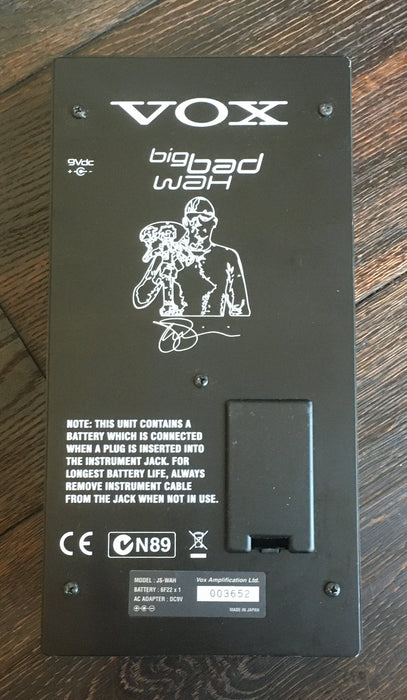 VOX
big bad
waH
9Vdc
NOTE: THIS UNIT CONTAINS A
BATTERY WHICH IS CONNECTED
WHEN A PLUG IS INSERTED INTO
THE INSTRUMENT JACK. FOR
LONGEST BATTERY LIFE, ALWAYS
REMOVE INSTRUMENT CABLE
FROM THE JACK WHEN NOT IN USE.
CE N89
MODEL : JS-WAH Vox Amplification Ltd.
BATTERY : 6F22 x 1 003652
AC ADAPTER : DC9V
MADE IN JAPAN